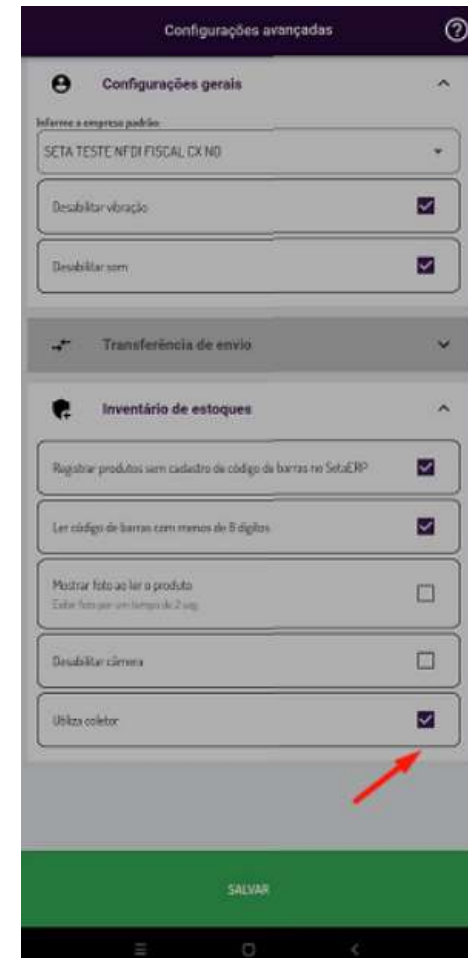 Configurações avançadas
Configurações gerais
Informe a empresa padrão:
SETA TESTE NFDI FISCAL CX NO
Desabilitar vibração
Desabilitar som
Transferência de envio
Inventário de estoques
Registrar produtos sem cadastro de código de barras no SetaERP
Ler código de barras com menos de 8 dígitos
Mostrar foto ao ler o produto
Exibir foto por um tempo de 2 seg
Desabilitar câmera
Utiliza coletor
SALVAR